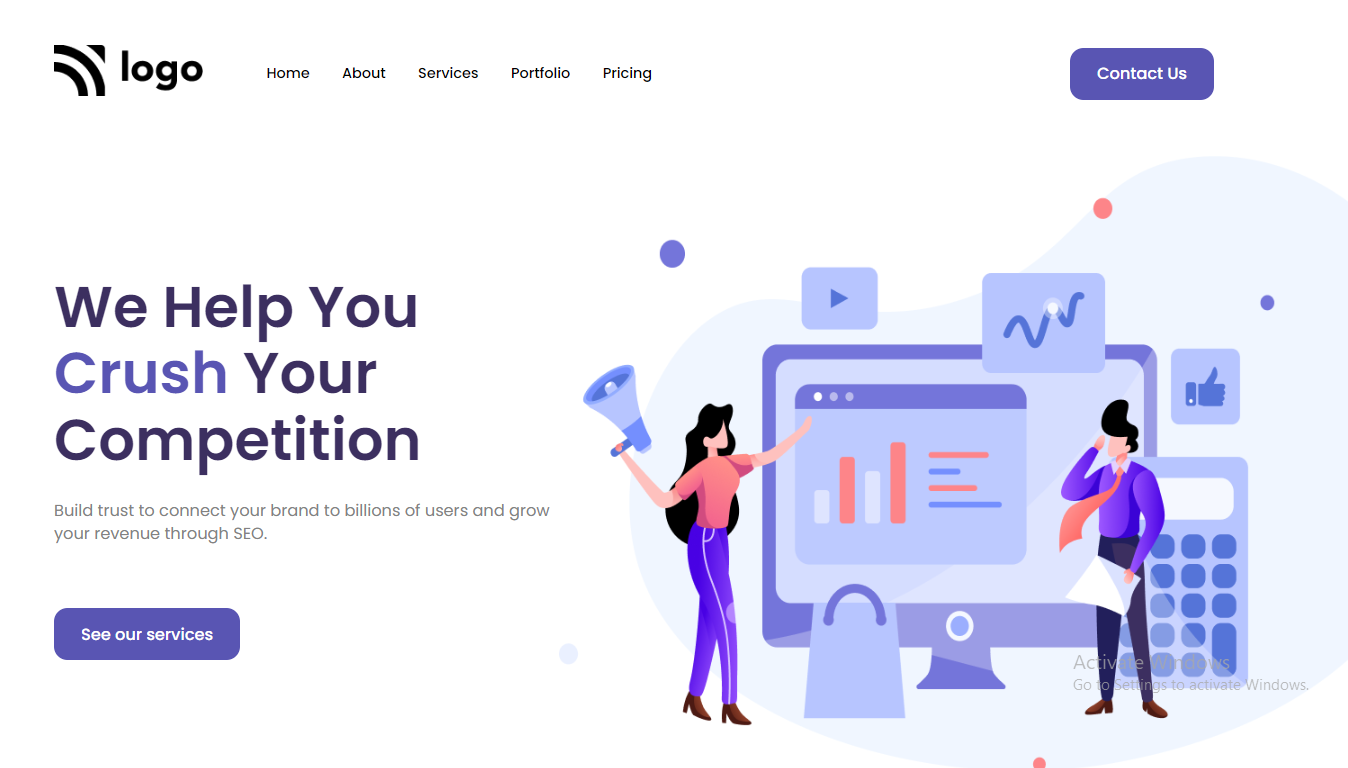 logo
Home About Services Portfolio Pricing
Contact Us
We Help You
Crush Your
Competition
Build trust to connect your brand to billions of users and grow
your revenue through SEO.
See our services
Activate Windows
Go to Settings to activate Windows.